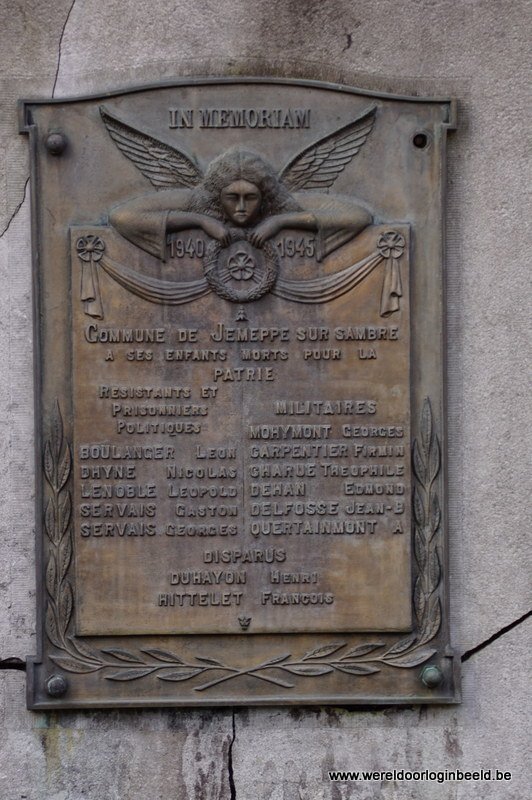 IN MEMORIAM
1940 1945
COMMUNE DE JEMEPPE SUR SAMBRE
A SES ENFANTS MORTS POUR LA
PATRIE
RESISTANTS ET
PRISONNIERS
POLITIQUES
BOULANGER LEON
DHYNE NICOLAS
LENOBLE LEOPOLD
SERVAIS GASTON
SERVAIS GEORGES
MILITAIRES
MOHYMONT GEORGES
CARPENTIER FIRMIN
CHARUE THEOPHILE
DEHAN EDMOND
DELFOSSE JEAN-B
QUERTAINMONT A
DISPARUS
DUHAYON HENRI
HITTELET FRANCOIS
www.wereldoorloginbeeld.be